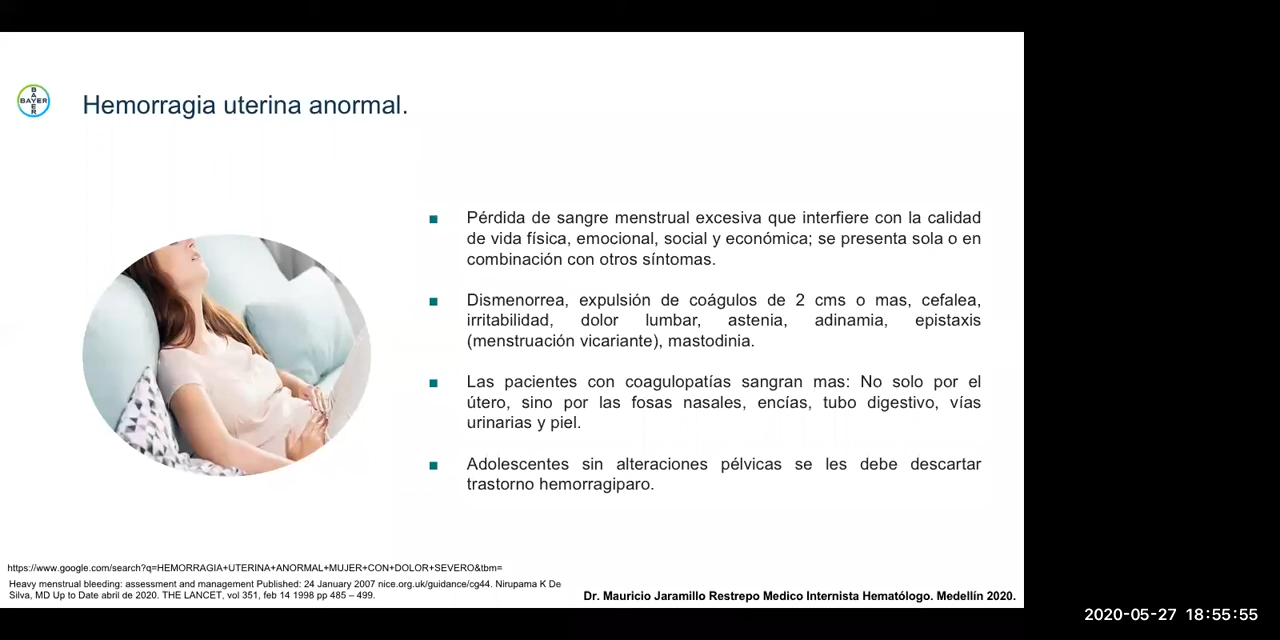 BAYER
BAYER
Hemorragia uterina anormal.
Pérdida de sangre menstrual excesiva que interfiere con la calidad
de vida física, emocional, social y económica; se presenta sola o en
combinación con otros síntomas.
Dismenorrea, expulsión de coágulos de 2 cms o mas, cefalea,
irritabilidad, dolor lumbar, astenia, adinamia, epistaxis
(menstruación vicariante), mastodinia.
Las pacientes con coagulopatías sangran mas: No solo por el
útero, sino por las fosas nasales, encías, tubo digestivo, vías
urinarias y piel.
Adolescentes sin alteraciones pélvicas se les debe descartar
trastorno hemorragiparo.
https://www.google.com/search?q=HEMORRAGIA+UTERINA+ANORMAL+MUJER+CON+DOLOR+SEVERO&tbm=
Heavy menstrual bleeding: assessment and management Published: 24 January 2007 nice.org.uk/guidance/cg44. Nirupama K De
Silva, MD Up to Date abril de 2020. THE LANCET, vol 351, feb 14 1998 pp 485 – 499.
Dr. Mauricio Jaramillo Restrepo Medico Internista Hematólogo. Medellín 2020.
2020-05-27 18:55:55